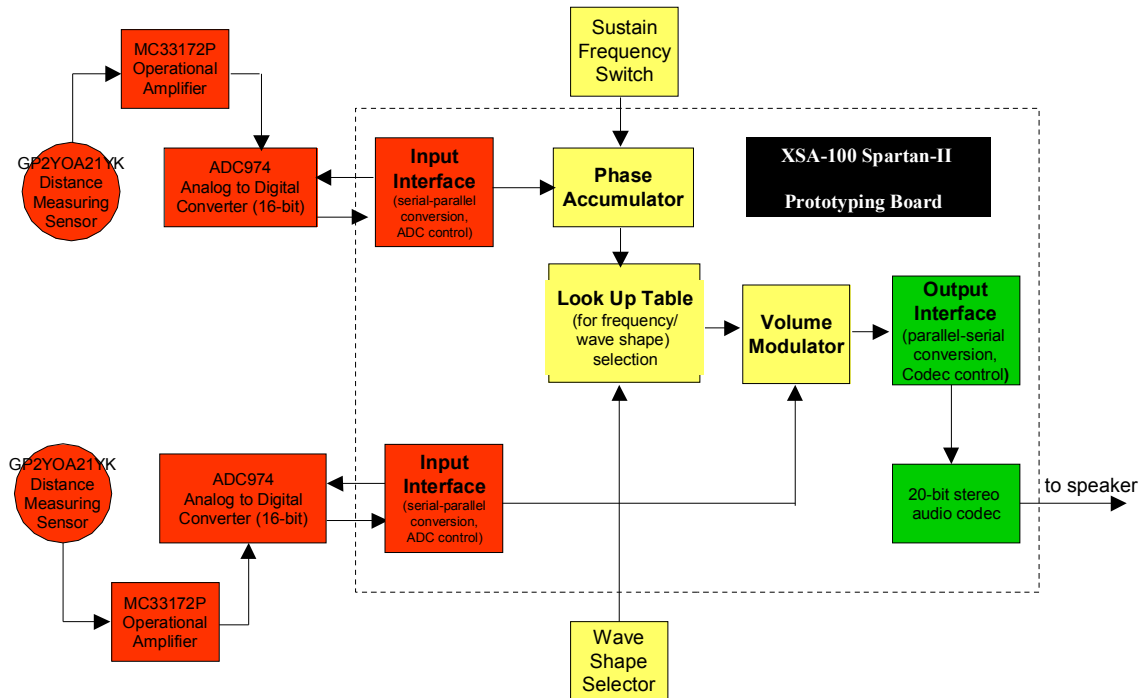 Sustain
Frequency
Switch
MC33172P
Operational
Amplifier
GP2YOA21YK
Distance
Measuring
Sensor
ADC974
Analog to Digital
Converter (16-bit)
Input
Interface
(serial-parallel
conversion,
ADC control)
Phase
Accumulator
XSA-100 Spartan-II
Prototyping Board
Look Up Table
(for frequency/
wave shape)
selection
Volume
Modulator
Output
Interface
(parallel-serial
conversion,
Codec control)
GP2YOA21YK
Distance
Measuring
Sensor
ADC974
Analog to Digital
Converter (16-bit)
Input
Interface
(serial-parallel
conversion,
ADC control)
20-bit stereo
audio codec
to speaker
MC33172P
Operational
Amplifier
Wave
Shape
Selector